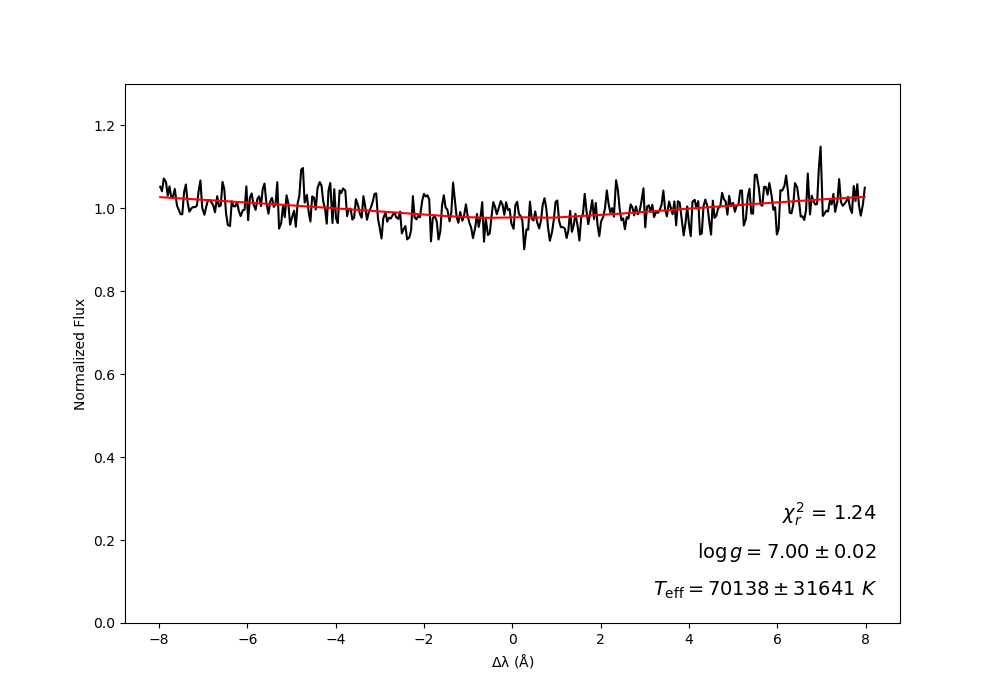 1.2
1.0
0.8
0.6
0.4
0.2
0.0
Normalized Flux
χ²ᵣ = 1.24
log g = 7.00 ± 0.02
T_eff = 70138 ± 31641 K
−8 −6 −4 −2 0 2 4 6 8
Δλ (Å)